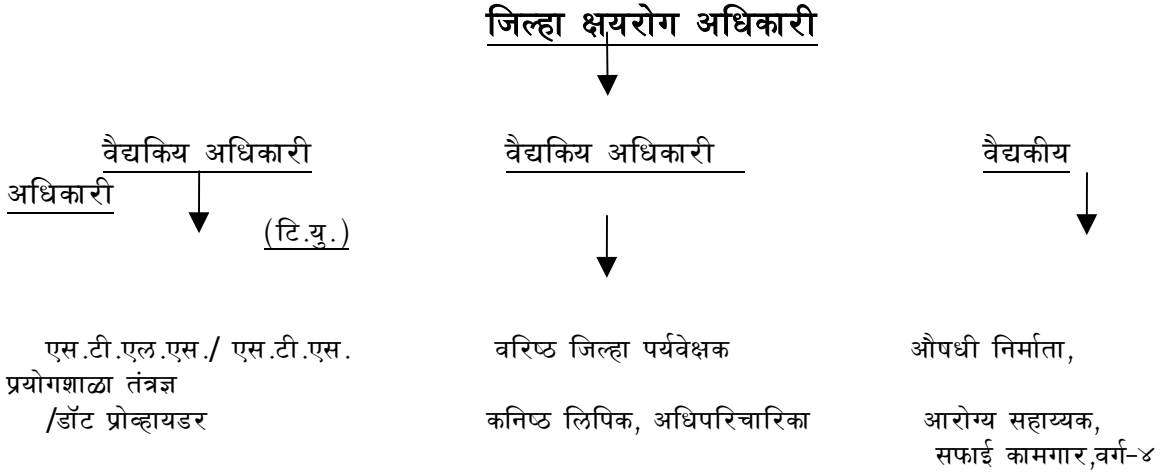 जिल्हा क्षयरोग अधिकारी
वैद्यकिय अधिकारी वैद्यकिय अधिकारी वैद्यकीय
अधिकारी
(टि.यु.)
एस.टी.एल.एस./ एस.टी.एस. वरिष्ठ जिल्हा पर्यवेक्षक औषधी निर्माता,
प्रयोगशाळा तंत्रज्ञ
/डॉट प्रोव्हायडर कनिष्ठ लिपिक, अधिपरिचारिका आरोग्य सहाय्यक,
सफाई कामगार,वर्ग-४